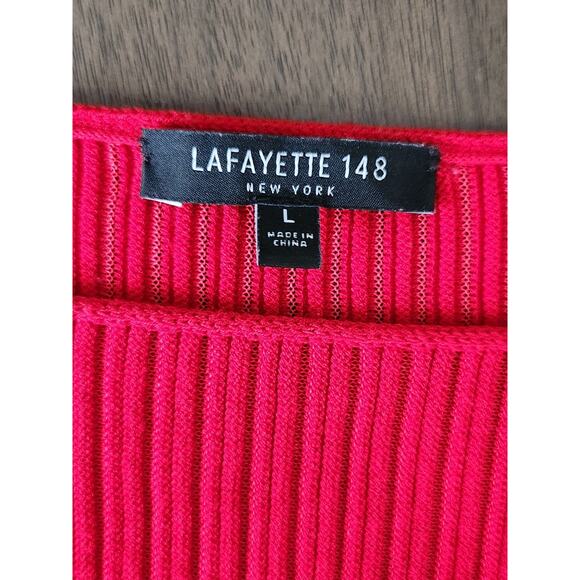 LAFAYETTE 148
NEW YORK
L
MADE IN
CHINA